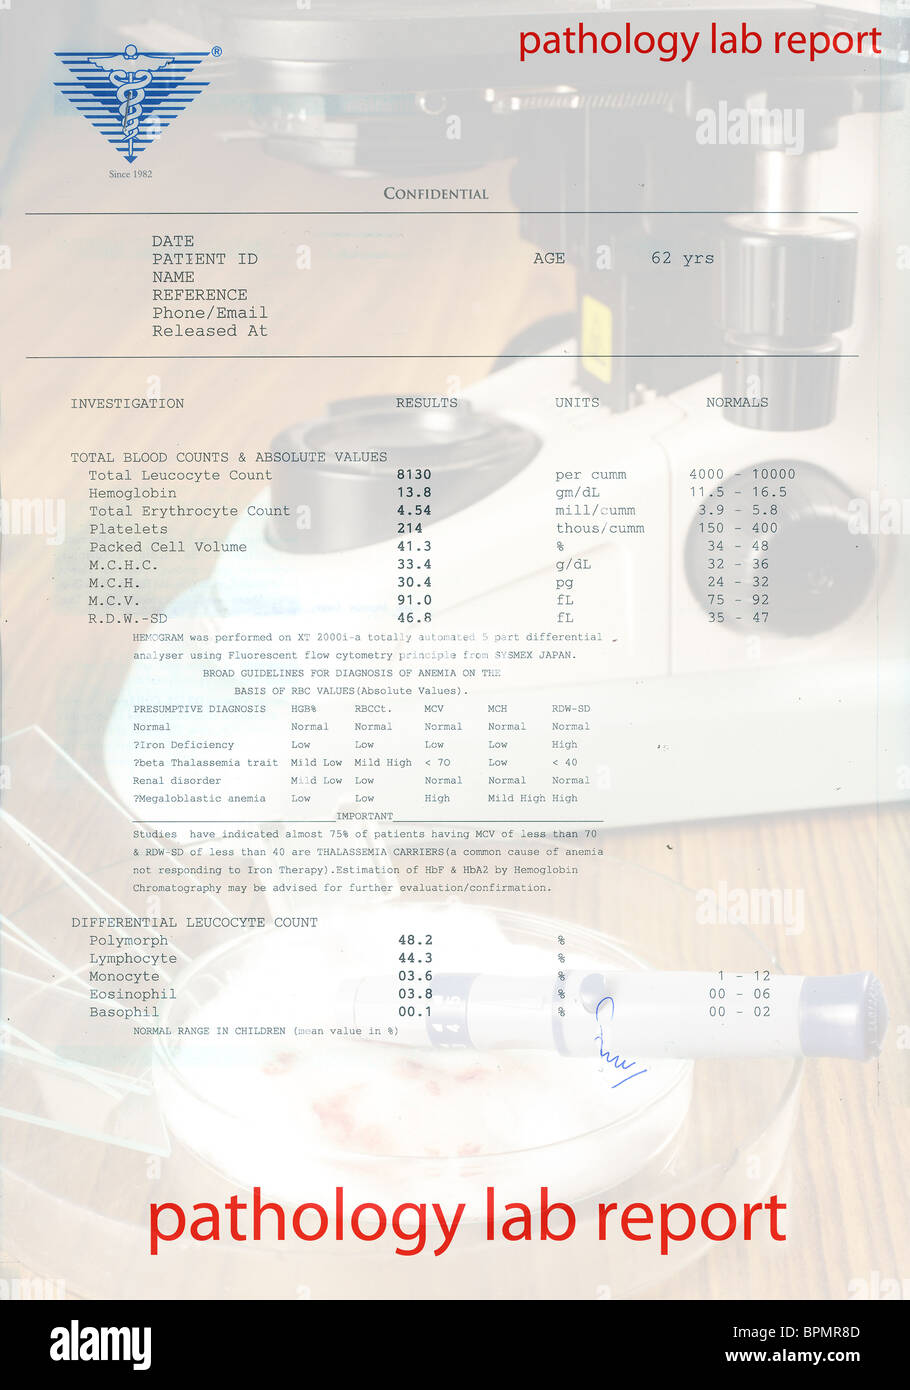 pathology lab report
®
Since 1982
CONFIDENTIAL
DATE
PATIENT ID AGE 62 yrs
NAME
REFERENCE
Phone/Email
Released At
INVESTIGATION RESULTS UNITS NORMALS
TOTAL BLOOD COUNTS & ABSOLUTE VALUES
Total Leucocyte Count 8130 per cumm 4000 - 10000
Hemoglobin 13.8 gm/dL 11.5 - 16.5
Total Erythrocyte Count 4.54 mill/cumm 3.9 - 5.8
Platelets 214 thous/cumm 150 - 400
Packed Cell Volume 41.3 % 34 - 48
M.C.H.C. 33.4 g/dL 32 - 36
M.C.H. 30.4 pg 24 - 32
M.C.V. 91.0 fL 75 - 92
R.D.W.-SD 46.8 fL 35 - 47
HEMOGRAM was performed on XT 2000i-a totally automated 5 part differential
analyser using Fluorescent flow cytometry principle from SYSMEX JAPAN.
BROAD GUIDELINES FOR DIAGNOSIS OF ANEMIA ON THE
BASIS OF RBC VALUES(Absolute Values).
PRESUMPTIVE DIAGNOSIS HGB% RBCCt. MCV MCH RDW-SD
Normal Normal Normal Normal Normal Normal
?Iron Deficiency Low Low Low Low High
?beta Thalassemia trait Mild Low Mild High < 70 Low < 40
Renal disorder Mild Low Low Normal Normal Normal
?Megaloblastic anemia Low Low High Mild High High
IMPORTANT
Studies have indicated almost 75% of patients having MCV of less than 70
& RDW-SD of less than 40 are THALASSEMIA CARRIERS(a common cause of anemia
not responding to Iron Therapy).Estimation of HbF & HbA2 by Hemoglobin
Chromatography may be advised for further evaluation/confirmation.
DIFFERENTIAL LEUCOCYTE COUNT
Polymorph 48.2 %
Lymphocyte 44.3 %
Monocyte 03.6 % 1 - 12
Eosinophil 03.8 % 00 - 06
Basophil 00.1 % 00 - 02
NORMAL RANGE IN CHILDREN (mean value in %)
pathology lab report
alamy
Image ID: BPMR8D
www.alamy.com